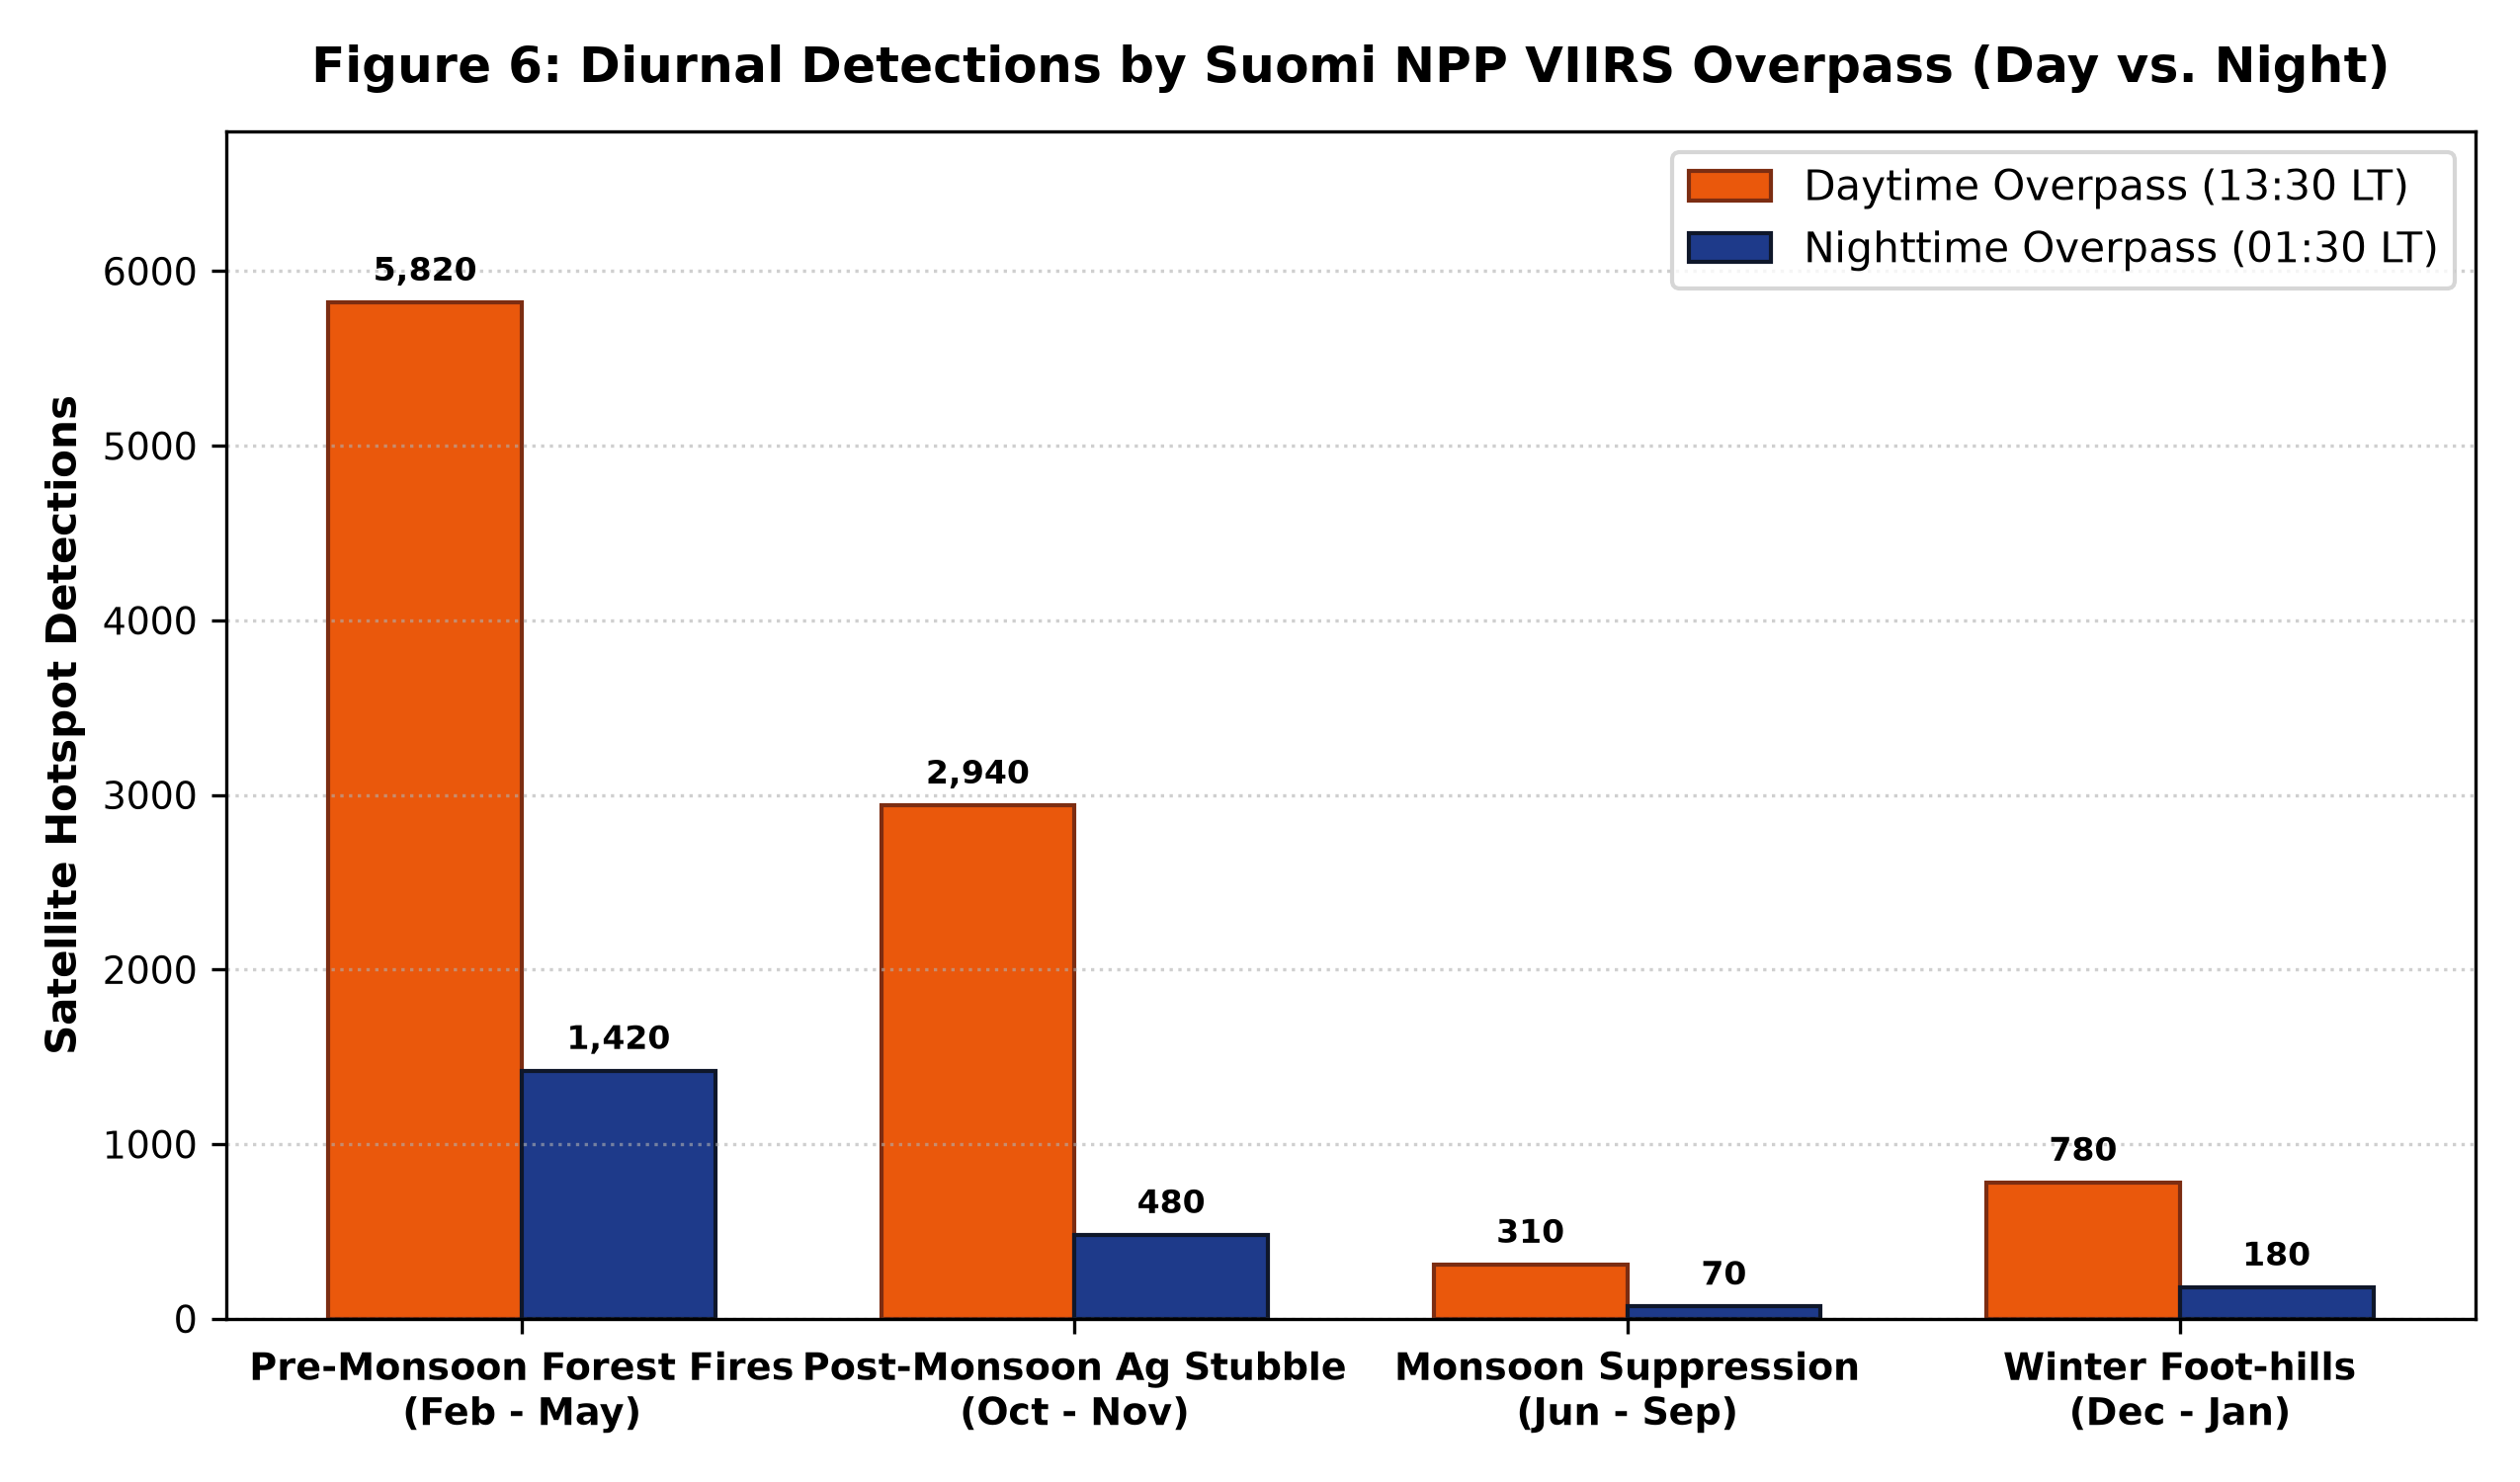 Figure 6: Diurnal Detections by Suomi NPP VIIRS Overpass (Day vs. Night)
Daytime Overpass (13:30 LT)
Nighttime Overpass (01:30 LT)
Satellite Hotspot Detections
6000
5000
4000
3000
2000
1000
0
5,820
1,420
2,940
480
310
70
780
180
Pre-Monsoon Forest Fires
(Feb - May)
Post-Monsoon Ag Stubble
(Oct - Nov)
Monsoon Suppression
(Jun - Sep)
Winter Foot-hills
(Dec - Jan)